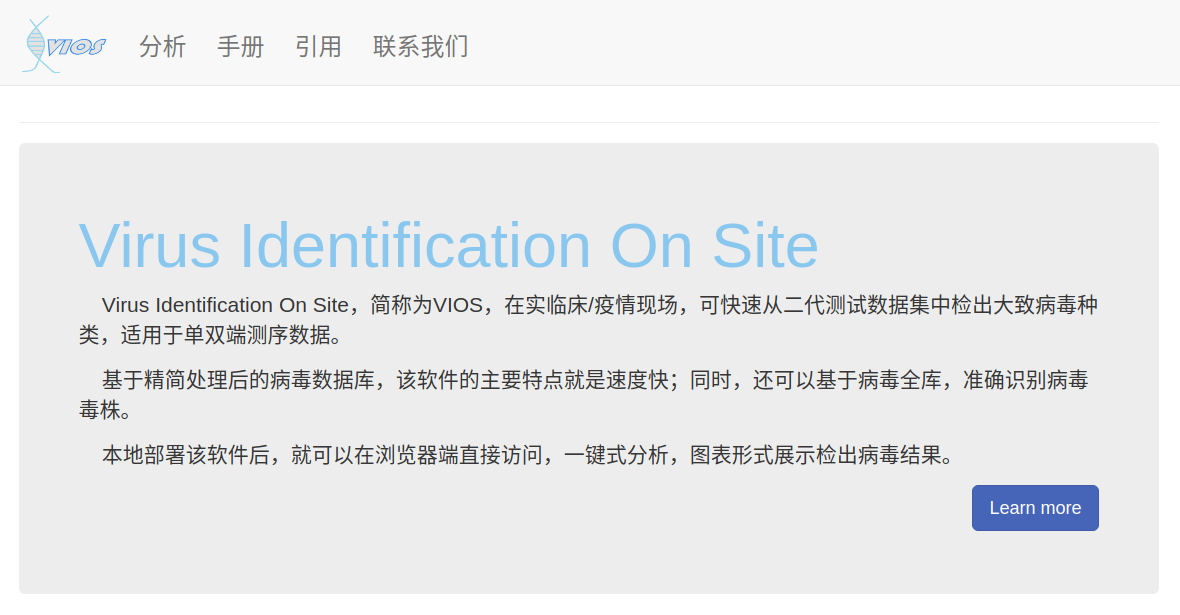 VIOS 分析 手册 引用 联系我们
Virus Identification On Site
Virus Identification On Site，简称为VIOS，在实临床/疫情现场，可快速从二代测试数据集中检出大致病毒种
类，适用于单双端测序数据。
基于精简处理后的病毒数据库，该软件的主要特点就是速度快；同时，还可以基于病毒全库，准确识别病毒
毒株。
本地部署该软件后，就可以在浏览器端直接访问，一键式分析，图表形式展示检出病毒结果。
Learn more